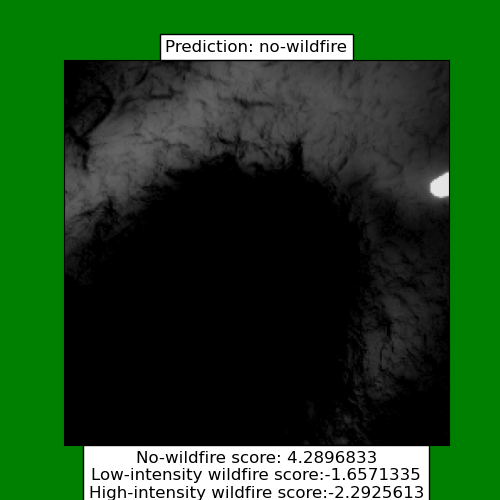 Prediction: no-wildfire
No-wildfire score: 4.2896833
Low-intensity wildfire score:-1.6571335
High-intensity wildfire score:-2.2925613